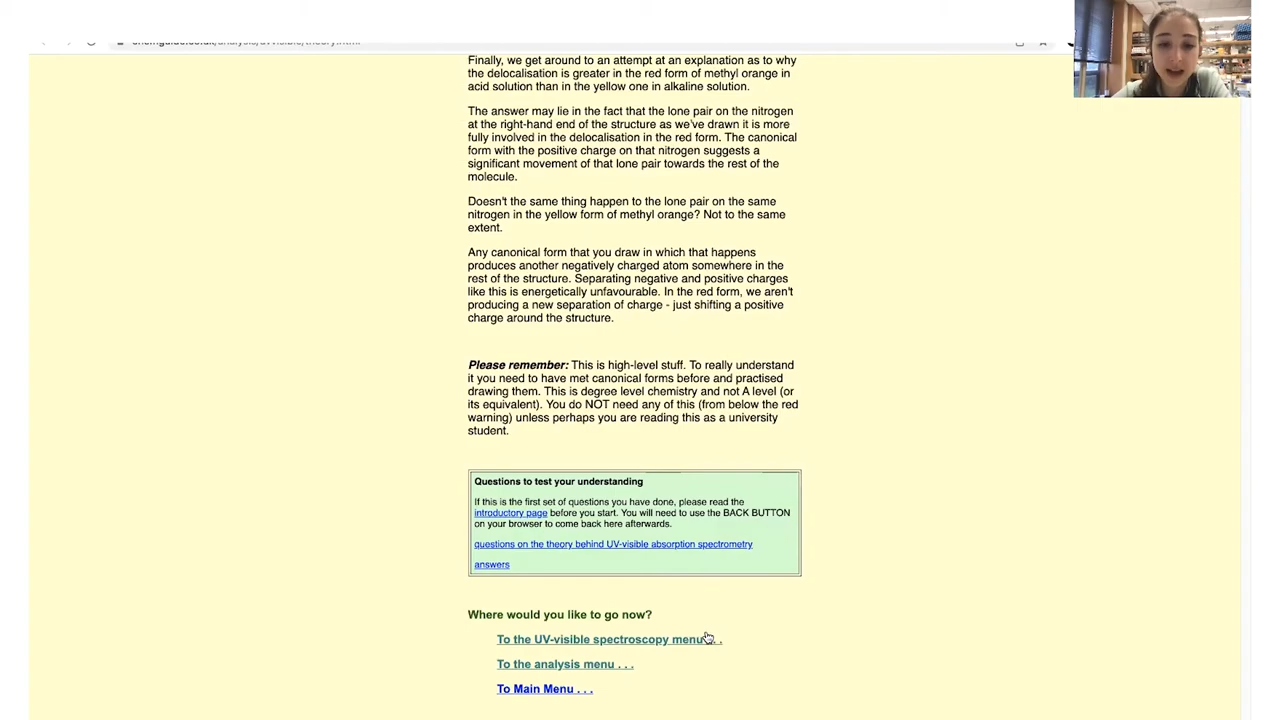 Finally, we get around to an attempt at an explanation as to why
the delocalisation is greater in the red form of methyl orange in
acid solution than in the yellow one in alkaline solution.
The answer may lie in the fact that the lone pair on the nitrogen
at the right-hand end of the structure as we've drawn it is more
fully involved in the delocalisation in the red form. The canonical
form with the positive charge on that nitrogen suggests a
significant movement of that lone pair towards the rest of the
molecule.
Doesn't the same thing happen to the lone pair on the same
nitrogen in the yellow form of methyl orange? Not to the same
extent.
Any canonical form that you draw in which that happens
produces another negatively charged atom somewhere in the
rest of the structure. Separating negative and positive charges
like this is energetically unfavourable. In the red form, we aren't
producing a new separation of charge - just shifting a positive
charge around the structure.
Please remember: This is high-level stuff. To really understand
it you need to have met canonical forms before and practised
drawing them. This is degree level chemistry and not A level (or
its equivalent). You do NOT need any of this (from below the red
warning) unless perhaps you are reading this as a university
student.
Questions to test your understanding
If this is the first set of questions you have done, please read the
introductory page before you start. You will need to use the BACK BUTTON
on your browser to come back here afterwards.
questions on the theory behind UV-visible absorption spectrometry
answers
Where would you like to go now?
To the UV-visible spectroscopy menu . . .
To the analysis menu . . .
To Main Menu . . .